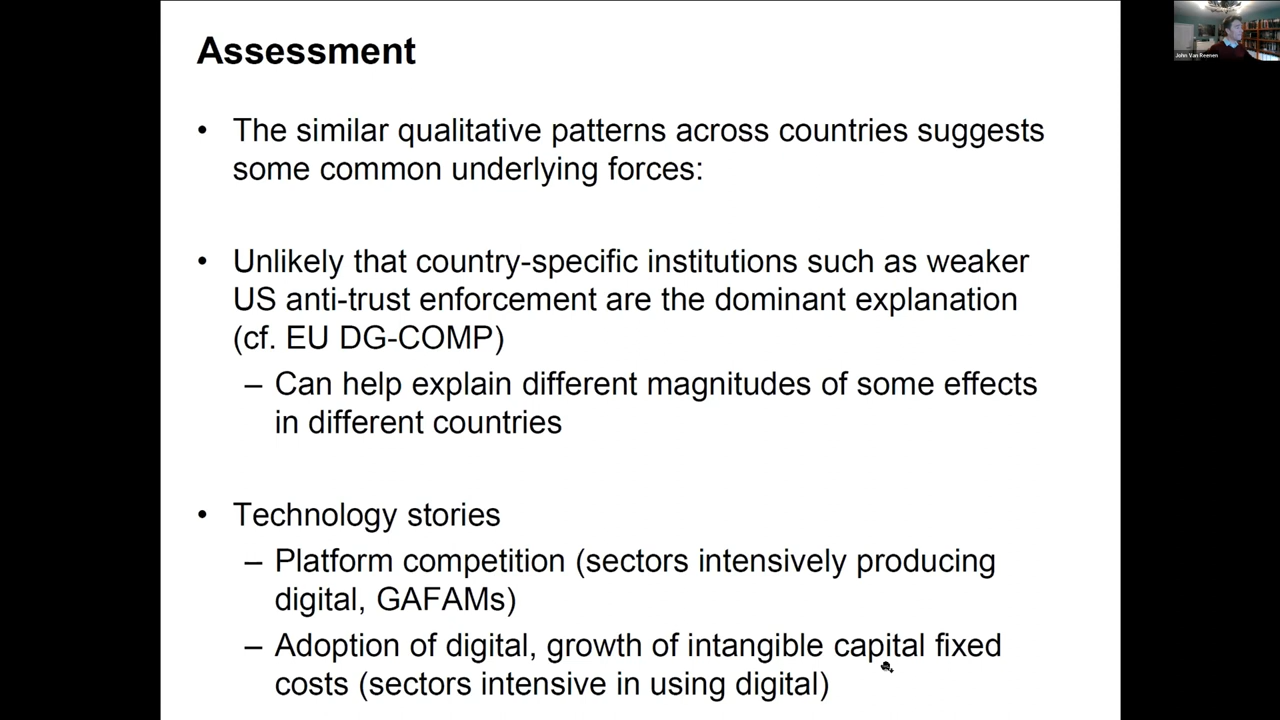 Assessment
• The similar qualitative patterns across countries suggests
some common underlying forces:
• Unlikely that country-specific institutions such as weaker
US anti-trust enforcement are the dominant explanation
(cf. EU DG-COMP)
– Can help explain different magnitudes of some effects
in different countries
• Technology stories
– Platform competition (sectors intensively producing
digital, GAFAMs)
– Adoption of digital, growth of intangible capital fixed
costs (sectors intensive in using digital)
John Van Reenen